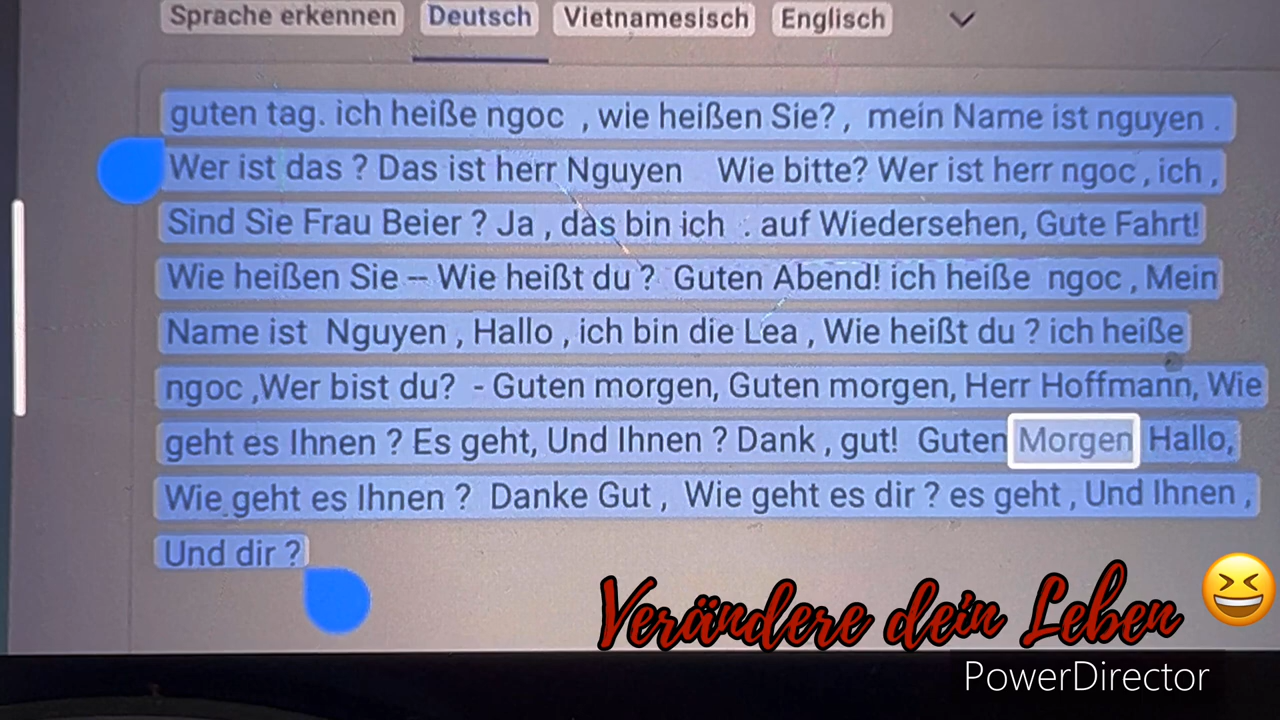 Sprache erkennen Deutsch Vietnamesisch Englisch
guten tag. ich heiße ngoc , wie heißen Sie? , mein Name ist nguyen .
Wer ist das ? Das ist herr Nguyen Wie bitte? Wer ist herr ngoc , ich ,
Sind Sie Frau Beier ? Ja , das bin ich . auf Wiedersehen, Gute Fahrt!
Wie heißen Sie -- Wie heißt du ? Guten Abend! ich heiße ngoc , Mein
Name ist Nguyen , Hallo , ich bin die Lea , Wie heißt du ? ich heiße
ngoc ,Wer bist du? - Guten morgen, Guten morgen, Herr Hoffmann, Wie
geht es Ihnen ? Es geht, Und Ihnen ? Dank , gut! Guten Morgen Hallo,
Wie geht es Ihnen ? Danke Gut , Wie geht es dir ? es geht , Und Ihnen ,
Und dir ?
Verändere dein Leben
PowerDirector